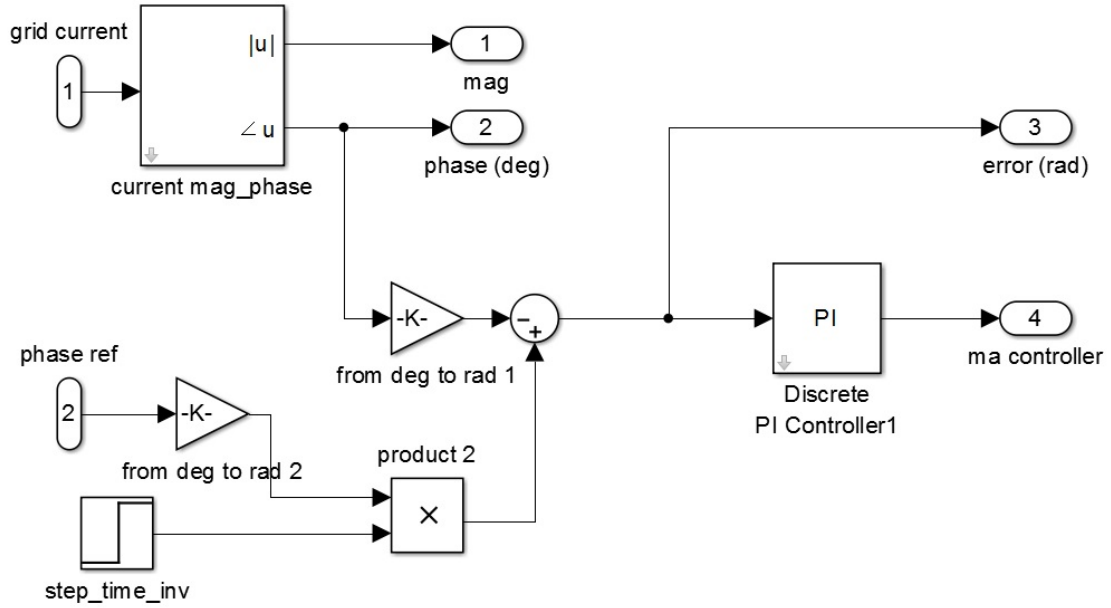 grid current
1
|u|
∠ u
current mag_phase
1
mag
2
phase (deg)
3
error (rad)
-K-
from deg to rad 1
−
+
PI
Discrete
PI Controller1
4
ma controller
phase ref
2
-K-
from deg to rad 2
product 2
×
step_time_inv